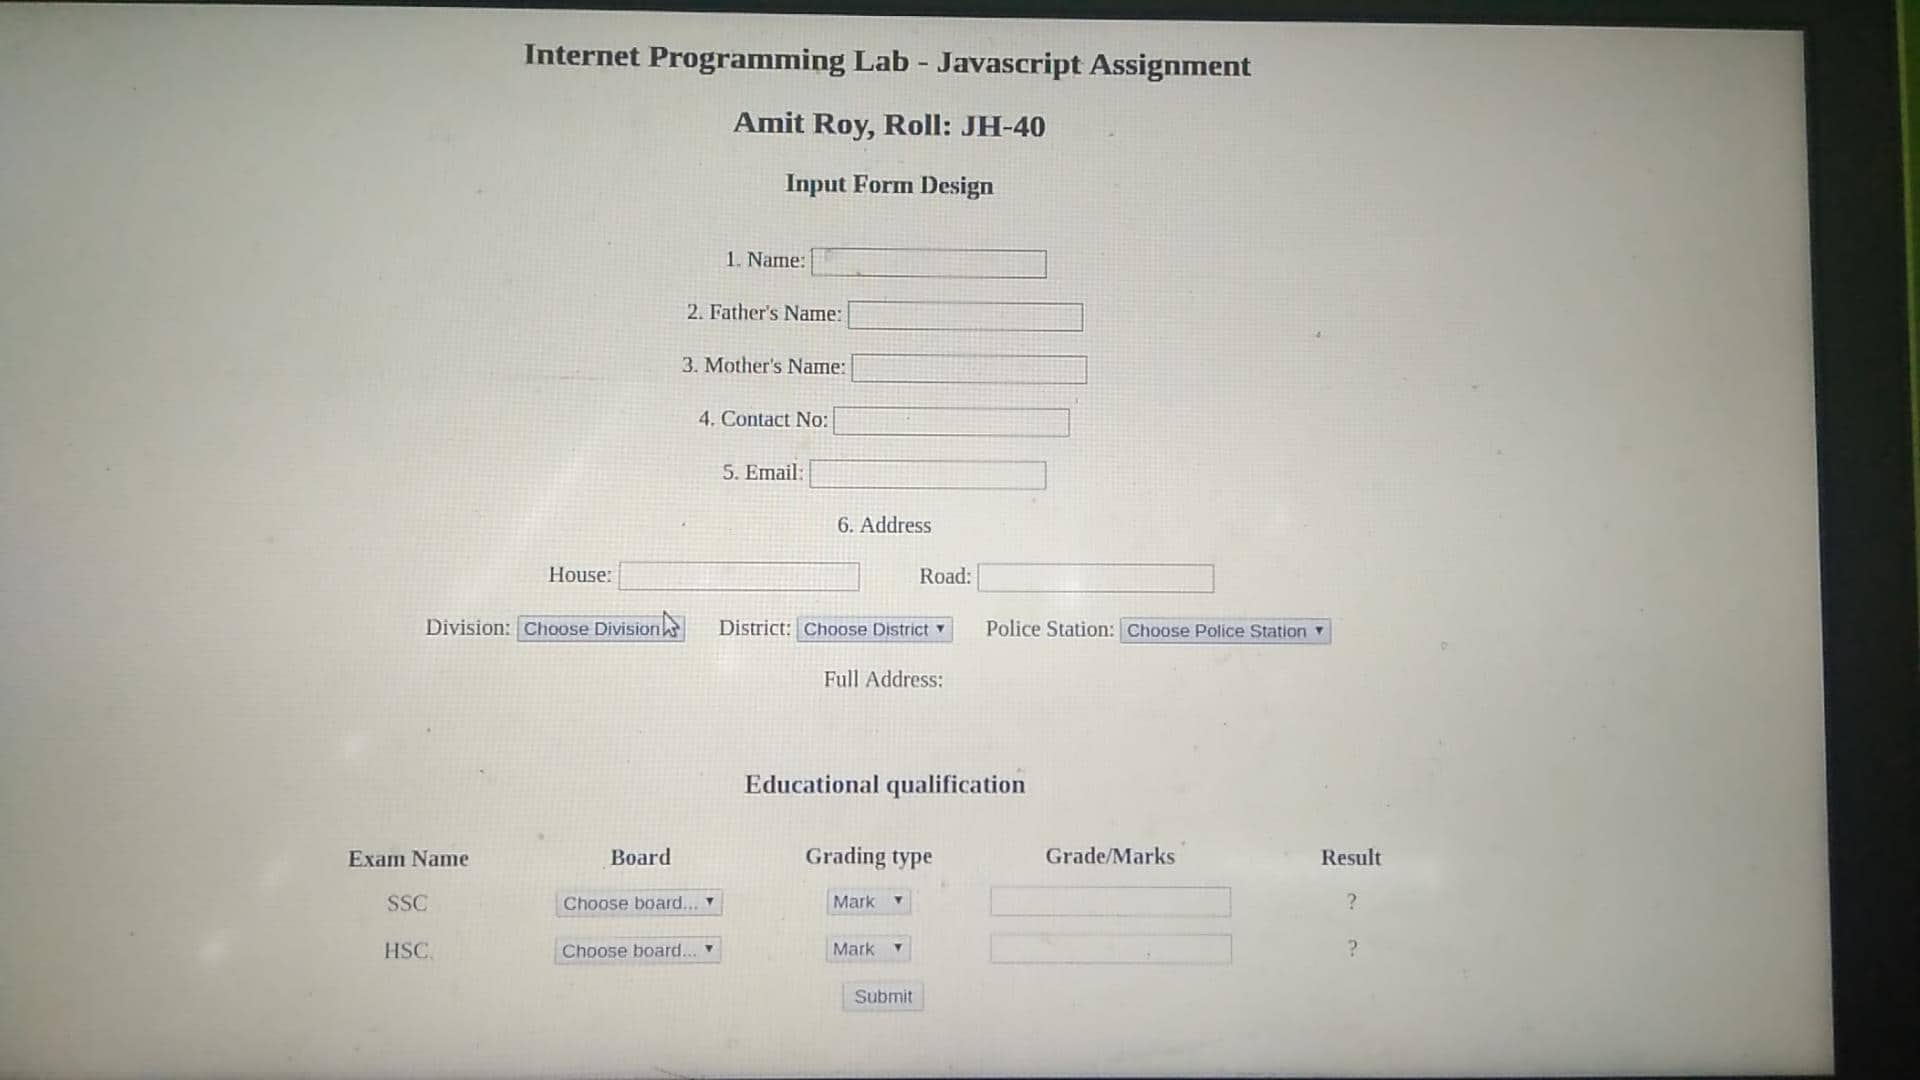 Internet Programming Lab - Javascript Assignment
Amit Roy, Roll: JH-40
Input Form Design
1. Name:
2. Father's Name:
3. Mother's Name:
4. Contact No:
5. Email:
6. Address
House: Road:
Division: Choose Division District: Choose District Police Station: Choose Police Station
Full Address:
Educational qualification
Exam Name Board Grading type Grade/Marks Result
SSC Choose board... Mark ?
HSC Choose board... Mark ?
Submit